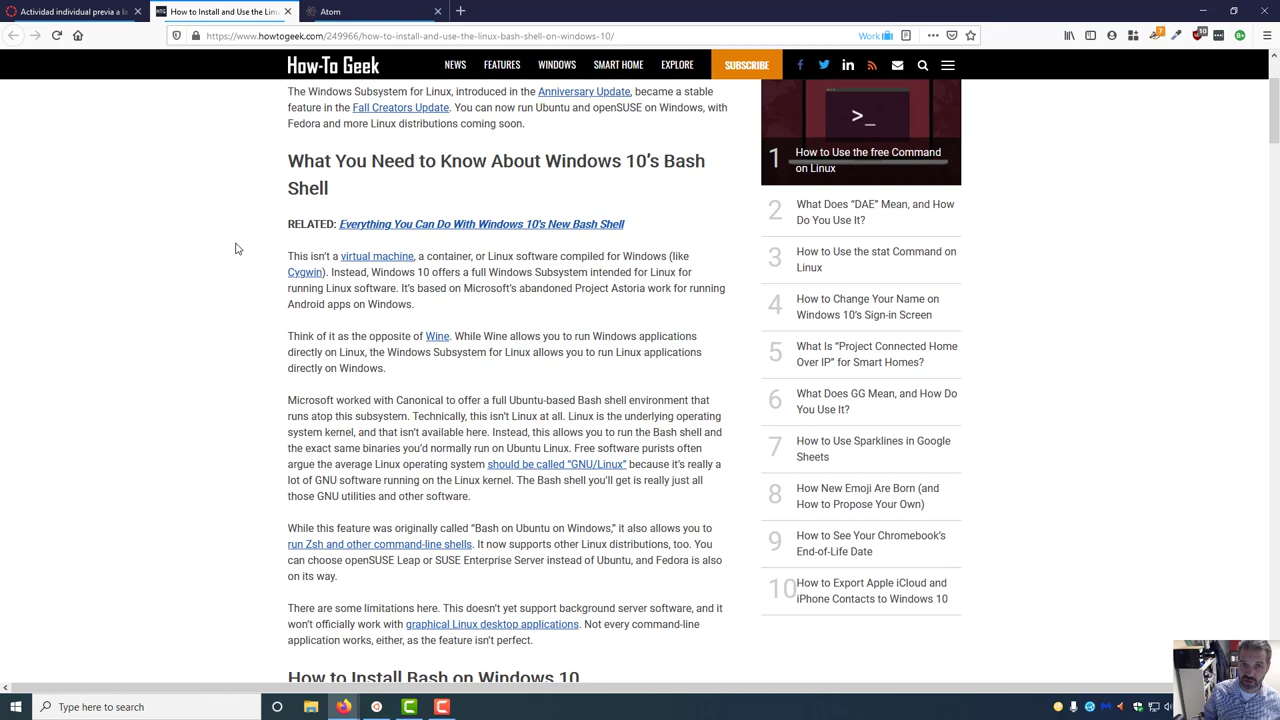 Actividad individual previa a la
How to Install and Use the Linu
Atom
https://www.howtogeek.com/249966/how-to-install-and-use-the-linux-bash-shell-on-windows-10/
Work
7
10
How-To Geek
NEWS
FEATURES
WINDOWS
SMART HOME
EXPLORE
SUBSCRIBE
The Windows Subsystem for Linux, introduced in the Anniversary Update, became a stable
feature in the Fall Creators Update. You can now run Ubuntu and openSUSE on Windows, with
Fedora and more Linux distributions coming soon.
What You Need to Know About Windows 10's Bash
Shell
RELATED: Everything You Can Do With Windows 10's New Bash Shell
This isn't a virtual machine, a container, or Linux software compiled for Windows (like
Cygwin). Instead, Windows 10 offers a full Windows Subsystem intended for Linux for
running Linux software. It's based on Microsoft's abandoned Project Astoria work for running
Android apps on Windows.
Think of it as the opposite of Wine. While Wine allows you to run Windows applications
directly on Linux, the Windows Subsystem for Linux allows you to run Linux applications
directly on Windows.
Microsoft worked with Canonical to offer a full Ubuntu-based Bash shell environment that
runs atop this subsystem. Technically, this isn't Linux at all. Linux is the underlying operating
system kernel, and that isn't available here. Instead, this allows you to run the Bash shell and
the exact same binaries you'd normally run on Ubuntu Linux. Free software purists often
argue the average Linux operating system should be called "GNU/Linux" because it's really a
lot of GNU software running on the Linux kernel. The Bash shell you'll get is really just all
those GNU utilities and other software.
While this feature was originally called "Bash on Ubuntu on Windows," it also allows you to
run Zsh and other command-line shells. It now supports other Linux distributions, too. You
can choose openSUSE Leap or SUSE Enterprise Server instead of Ubuntu, and Fedora is also
on its way.
There are some limitations here. This doesn't yet support background server software, and it
won't officially work with graphical Linux desktop applications. Not every command-line
application works, either, as the feature isn't perfect.
How to Install Bash on Windows 10
>_
1 How to Use the free Command
on Linux
2 What Does "DAE" Mean, and How
Do You Use It?
3 How to Use the stat Command on
Linux
4 How to Change Your Name on
Windows 10's Sign-in Screen
5 What Is "Project Connected Home
Over IP" for Smart Homes?
6 What Does GG Mean, and How Do
You Use It?
7 How to Use Sparklines in Google
Sheets
8 How New Emoji Are Born (and
How to Propose Your Own)
9 How to See Your Chromebook's
End-of-Life Date
10 How to Export Apple iCloud and
iPhone Contacts to Windows 10
Type here to search